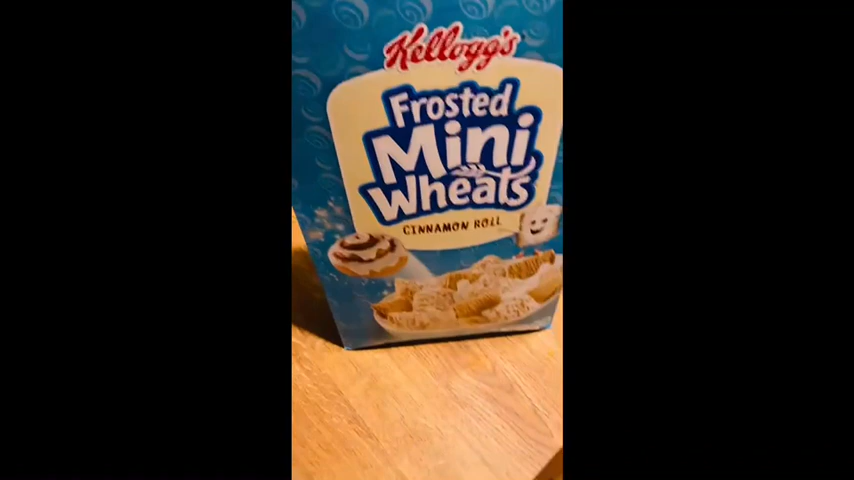 Kellogg's
Frosted
Mini
Wheats
CINNAMON ROLL